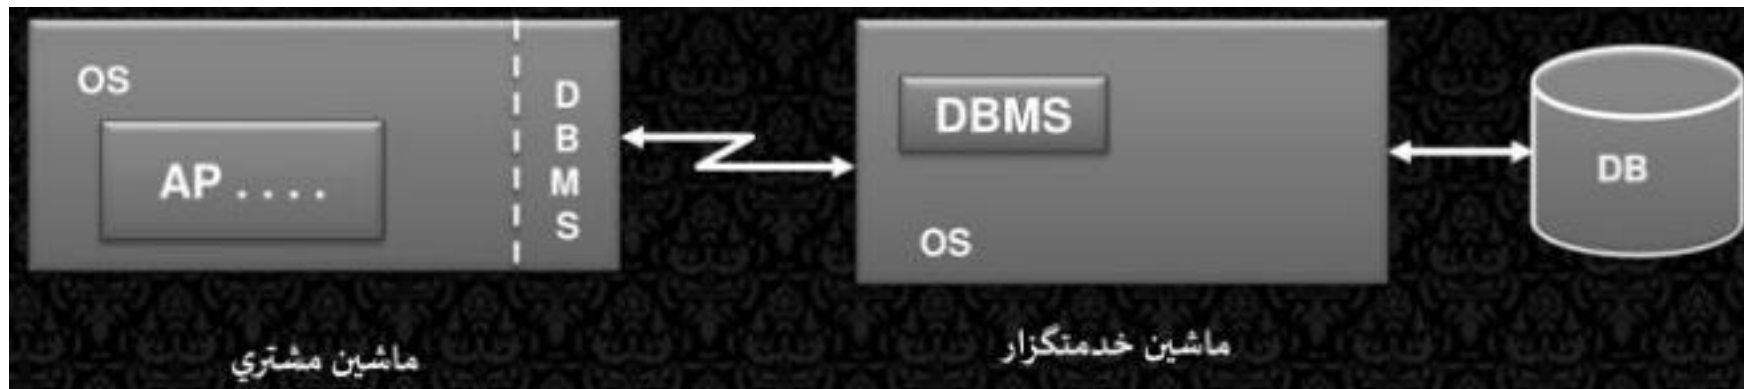 OS
AP . . . .
D
B
M
S
DBMS
OS
DB
ماشين مشتري
ماشين خدمتگزار